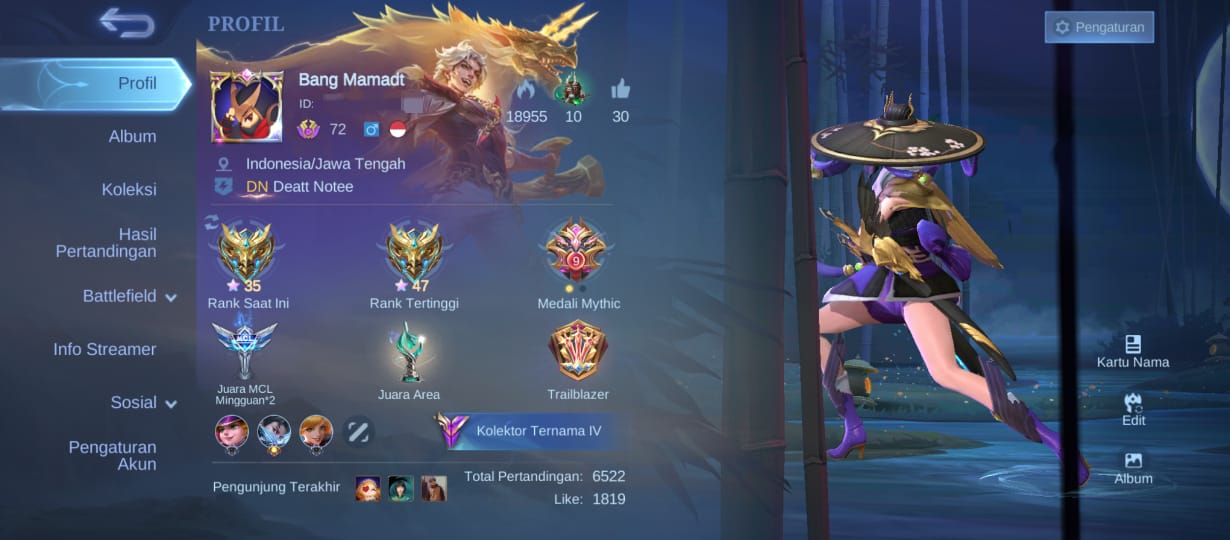 PROFIL
Pengaturan
Profil
Album
Koleksi
Hasil
Pertandingan
Battlefield
Info Streamer
Sosial
Pengaturan
Akun
Bang Mamadt
ID:
72
18955
10
30
Indonesia/Jawa Tengah
DN Deatt Notee
35
Rank Saat Ini
47
Rank Tertinggi
9
Medali Mythic
MCL
Juara MCL
Mingguan*2
Juara Area
Trailblazer
Kolektor Ternama IV
Pengunjung Terakhir
Total Pertandingan: 6522
Like: 1819
Kartu Nama
Edit
Album